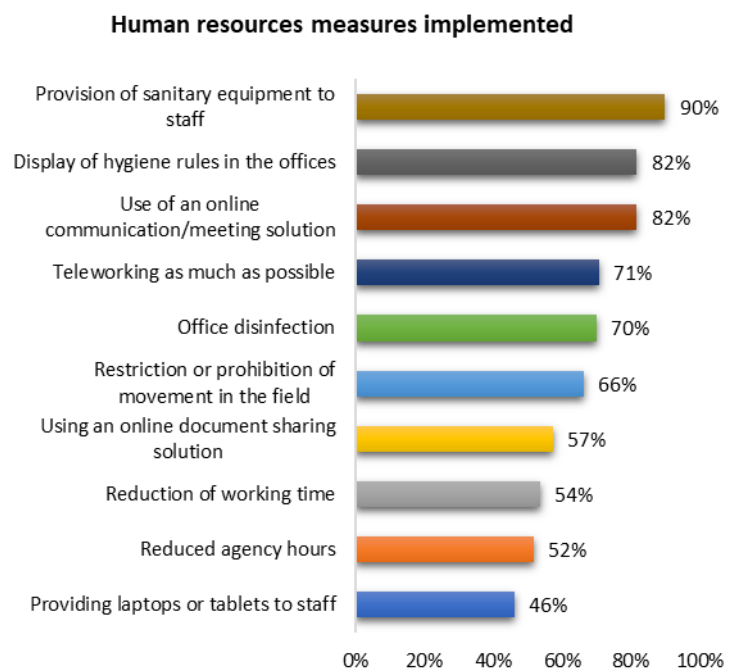 Human resources measures implemented
Provision of sanitary equipment to
staff
90%
Display of hygiene rules in the offices
82%
Use of an online
communication/meeting solution
82%
Teleworking as much as possible
71%
Office disinfection
70%
Restriction or prohibition of
movement in the field
66%
Using an online document sharing
solution
57%
Reduction of working time
54%
Reduced agency hours
52%
Providing laptops or tablets to staff
46%
0% 20% 40% 60% 80% 100%